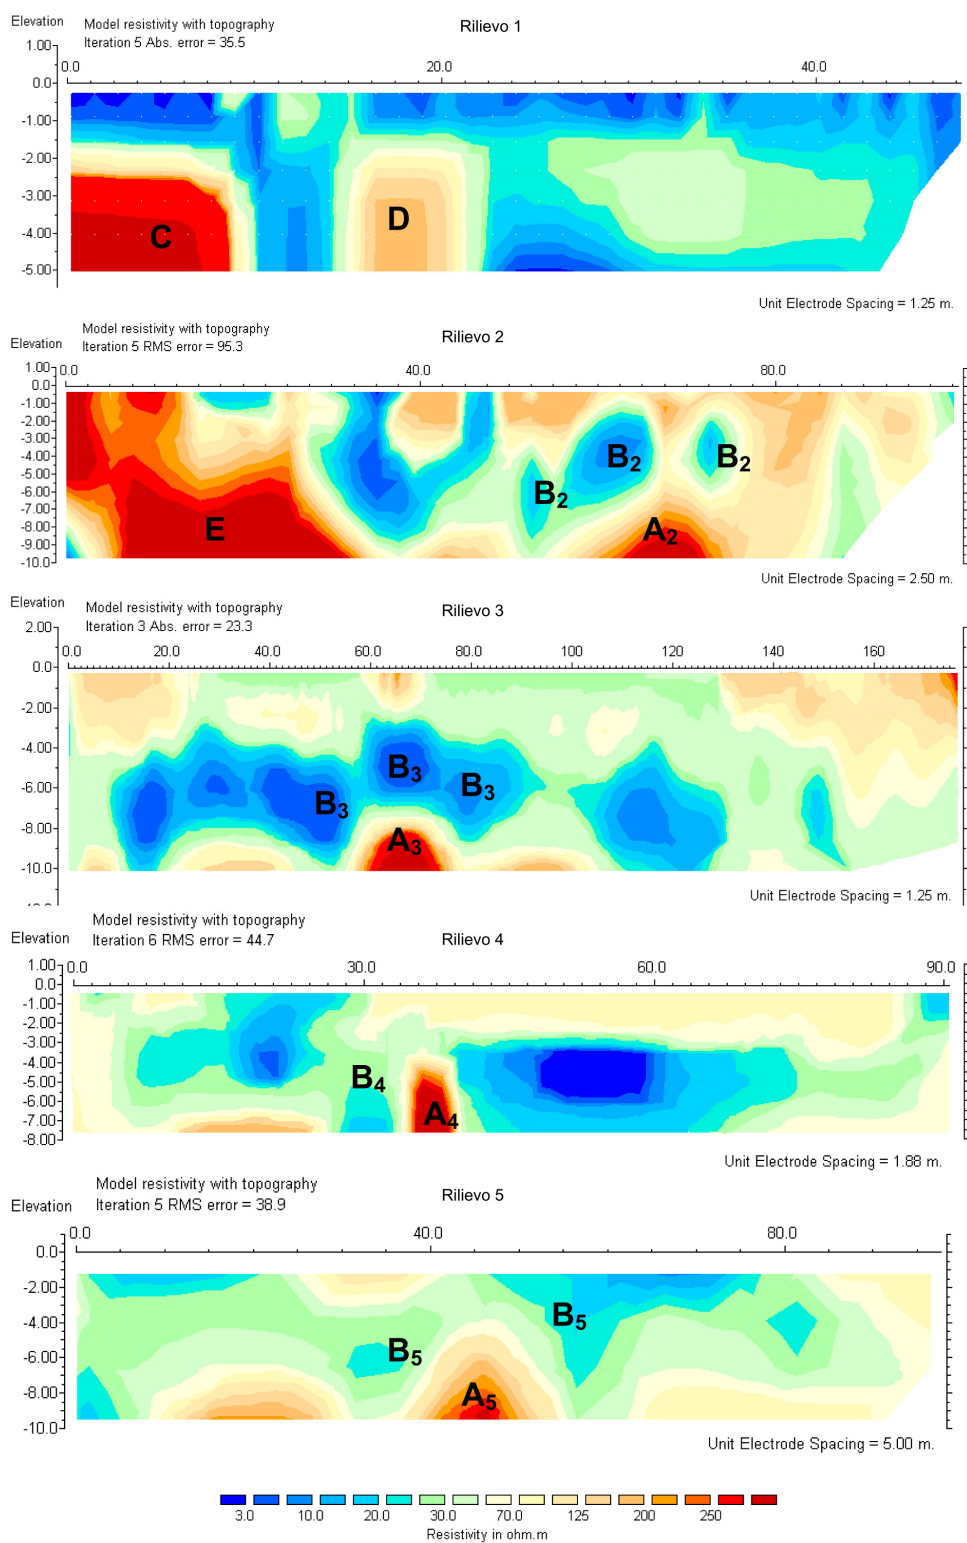 Elevation
Model resistivity with topography
Rilievo 1
Iteration 5 Abs. error = 35.5
1.00
0.0 20.0 40.0
0.0
-1.00
-2.00
-3.00
-4.00
-5.00
C
D
Unit Electrode Spacing = 1.25 m.
Model resistivity with topography
Rilievo 2
Elevation
Iteration 5 RMS error = 95.3
1.00
0.0 40.0 80.0
0.0
-1.00
-2.00
-3.00
-4.00
-5.00
-6.00
-7.00
-8.00
-9.00
-10.0
B2
B2
B2
E
A2
Unit Electrode Spacing = 2.50 m.
Elevation
Model resistivity with topography
Rilievo 3
Iteration 3 Abs. error = 23.3
2.00
0.0 20.0 40.0 60.0 80.0 100 120 140 160
0.0
-2.00
-4.00
-6.00
-8.00
-10.0
B3
B3
B3
A3
Unit Electrode Spacing = 1.25 m.
Model resistivity with topography
Elevation
Iteration 6 RMS error = 44.7
Rilievo 4
1.00
0.0 30.0 60.0 90.0
0.0
-1.00
-2.00
-3.00
-4.00
-5.00
-6.00
-7.00
-8.00
B4
A4
Unit Electrode Spacing = 1.88 m.
Model resistivity with topography
Rilievo 5
Elevation
Iteration 5 RMS error = 38.9
0.0 40.0 80.0
0.0
-2.00
-4.00
-6.00
-8.00
-10.0
B5
B5
A5
Unit Electrode Spacing = 5.00 m.
3.0 10.0 20.0 30.0 70.0 125 200 250
Resistivity in ohm.m